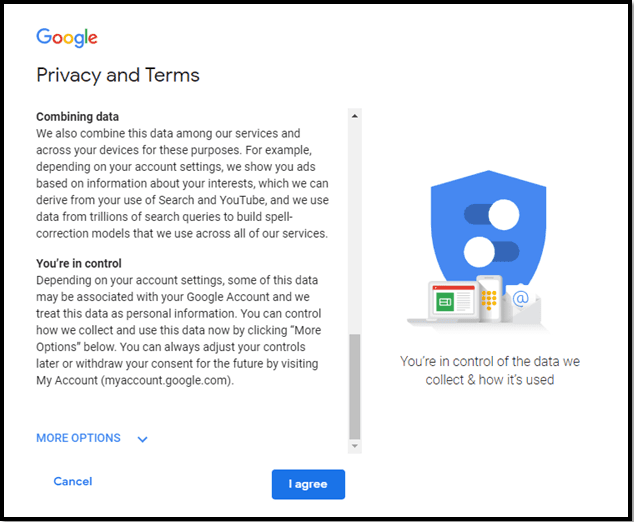 Google
Privacy and Terms
Combining data
We also combine this data among our services and
across your devices for these purposes. For example,
depending on your account settings, we show you ads
based on information about your interests, which we can
derive from your use of Search and YouTube, and we use
data from trillions of search queries to build spell-
correction models that we use across all of our services.
You're in control
Depending on your account settings, some of this data
may be associated with your Google Account and we
treat this data as personal information. You can control
how we collect and use this data now by clicking “More
Options” below. You can always adjust your controls
later or withdraw your consent for the future by visiting
My Account (myaccount.google.com).
MORE OPTIONS
Cancel
I agree
@
You're in control of the data we
collect & how it's used